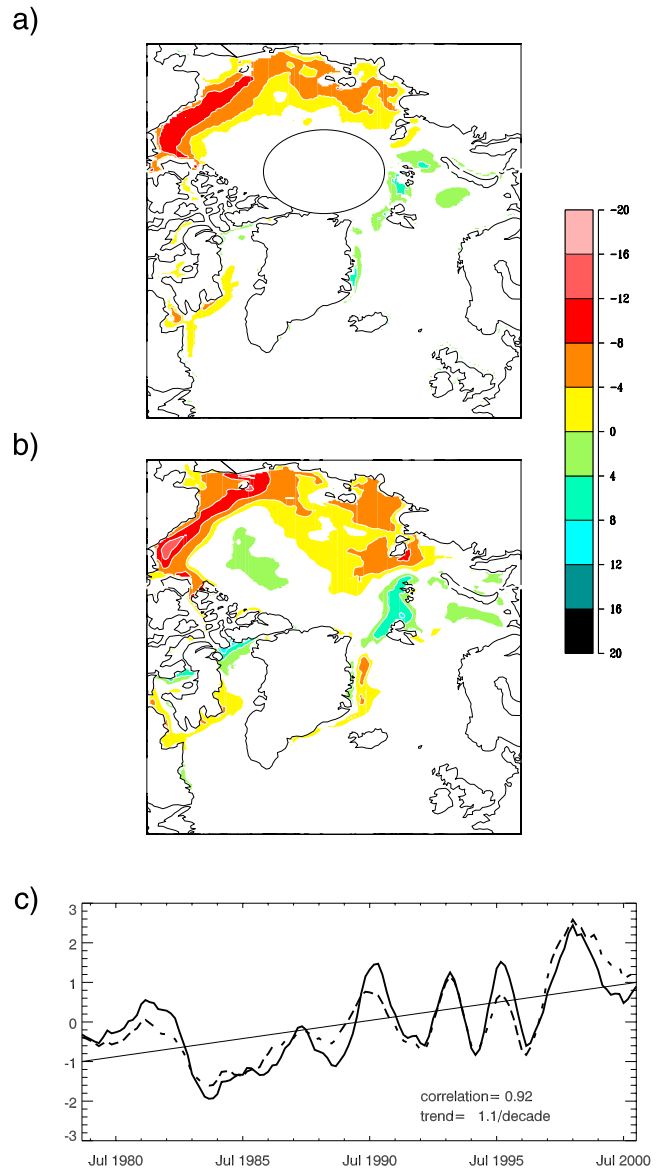 a)
-20
-16
-12
-8
-4
0
4
8
12
16
20
b)
c)
3
2
1
0
-1
-2
-3
correlation= 0.92
trend= 1.1/decade
Jul 1980
Jul 1985
Jul 1990
Jul 1995
Jul 2000